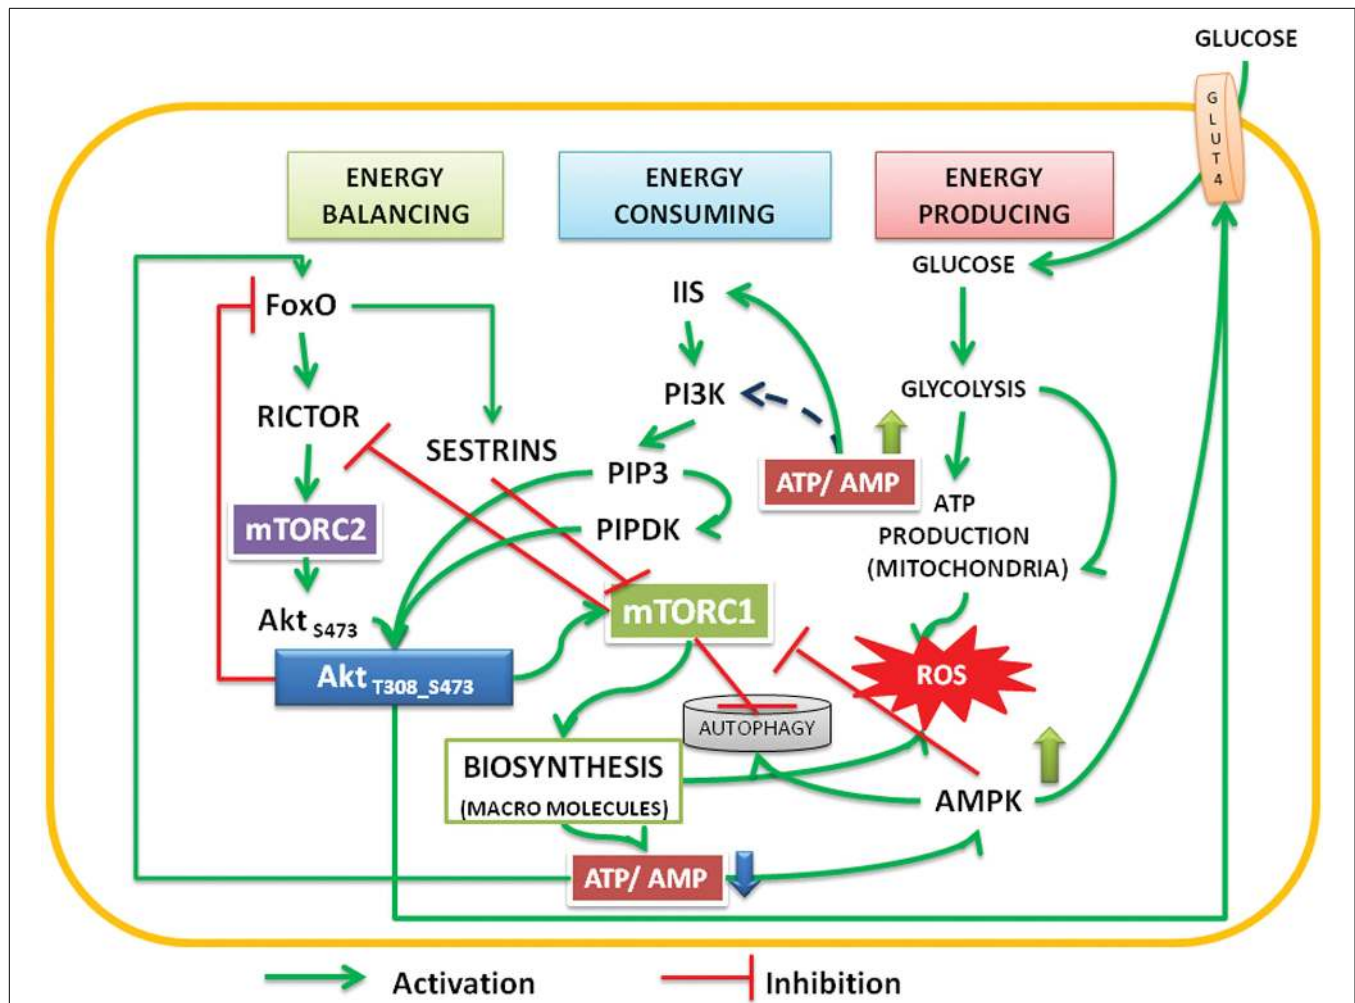 GLUCOSE
GLUT4
ENERGY
BALANCING
ENERGY
CONSUMING
ENERGY
PRODUCING
GLUCOSE
IIS
FoxO
PI3K
GLYCOLYSIS
RICTOR
SESTRINS
PIP3
ATP/ AMP
ATP
PRODUCTION
(MITOCHONDRIA)
mTORC2
PIPDK
mTORC1
Akt S473
Akt T308_S473
ROS
AUTOPHAGY
BIOSYNTHESIS
(MACRO MOLECULES)
AMPK
ATP/ AMP
Activation
Inhibition